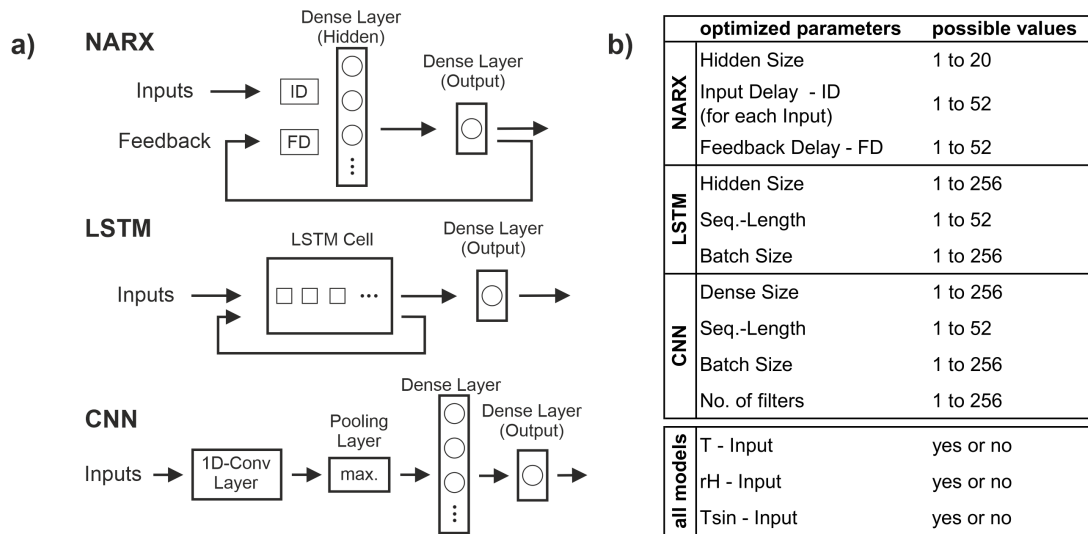 a)
NARX
Dense Layer
(Hidden)
Dense Layer
(Output)
Inputs
ID
Feedback
FD
LSTM
LSTM Cell
Dense Layer
(Output)
Inputs
CNN
Dense Layer
Pooling
Layer
Dense Layer
(Output)
Inputs
1D-Conv
Layer
max.
b)
optimized parameters possible values
NARX
Hidden Size 1 to 20
Input Delay - ID
(for each Input) 1 to 52
Feedback Delay - FD 1 to 52
LSTM
Hidden Size 1 to 256
Seq.-Length 1 to 52
Batch Size 1 to 256
CNN
Dense Size 1 to 256
Seq.-Length 1 to 52
Batch Size 1 to 256
No. of filters 1 to 256
all models
T - Input yes or no
rH - Input yes or no
Tsin - Input yes or no